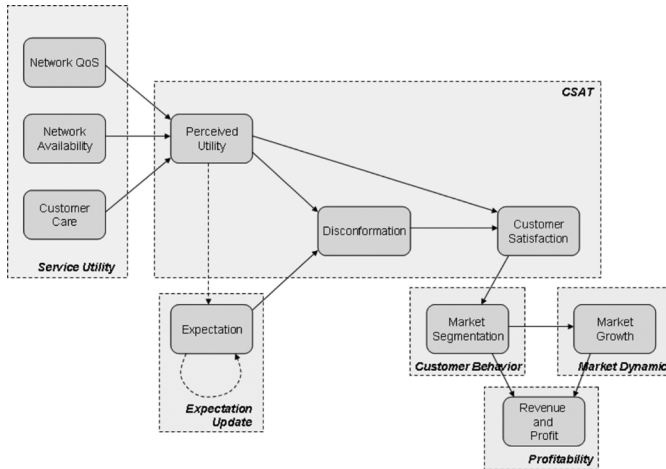 Network QoS
CSAT
Network
Availability
Perceived
Utility
Customer
Care
Disconformation
Customer
Satisfaction
Service Utility
Expectation
Market
Segmentation
Market
Growth
Customer Behavior
Market Dynamic
Expectation
Update
Revenue
and
Profit
Profitability